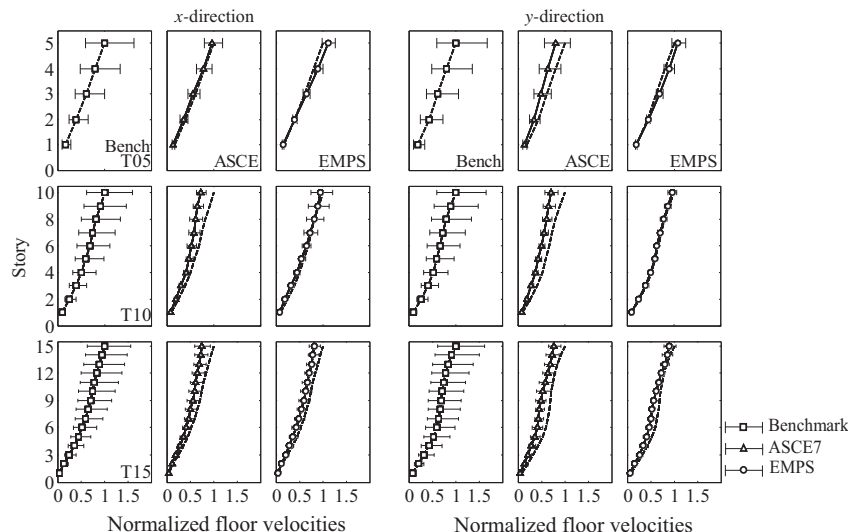 x-direction
y-direction
5
4
3
2
1
0
Bench
T05
ASCE
EMPS
Bench
ASCE
EMPS
Story
10
8
6
4
2
0
T10
15
12
9
6
3
0
T15
0 0.5 1 1.5
0 0.5 1 1.5
0 0.5 1 1.5
0 0.5 1 1.5
0 0.5 1 1.5
0 0.5 1 1.5
Normalized floor velocities
Normalized floor velocities
Benchmark
ASCE7
EMPS